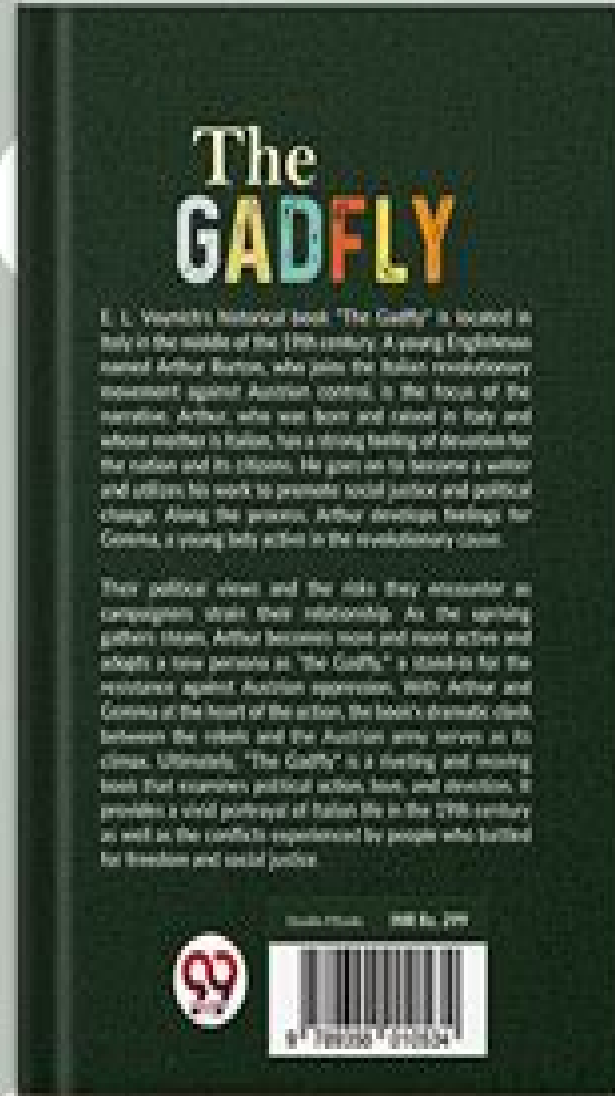 The
GADFLY
E. L. Voynich's historical book "The Gadfly" is located in
Italy in the middle of the 19th century. A young Englishman
named Arthur Burton, who joins the Italian revolutionary
movement against Austrian control, is the focus of the
narrative. Arthur, who was born and raised in Italy and
whose mother is Italian, has a strong feeling of devotion for
the nation and its citizens. He goes on to become a writer
and utilizes his work to promote social justice and political
change. Along the process, Arthur develops feelings for
Gemma, a young lady active in the revolutionary cause.
Their political views and the risks they encounter as
campaigners strain their relationship. As the uprising
gathers steam, Arthur becomes more and more active and
adopts a new persona as "the Gadfly," a stand-in for the
resistance against Austrian oppression. With Arthur and
Gemma at the heart of the action, the book's dramatic clash
between the rebels and the Austrian army serves as its
climax. Ultimately, "The Gadfly" is a riveting and moving
book that examines political action, love, and devotion. It
provides a vivid portrayal of Italian life in the 19th century
as well as the conflicts experienced by people who battled
for freedom and social justice.
INR Rs. 299